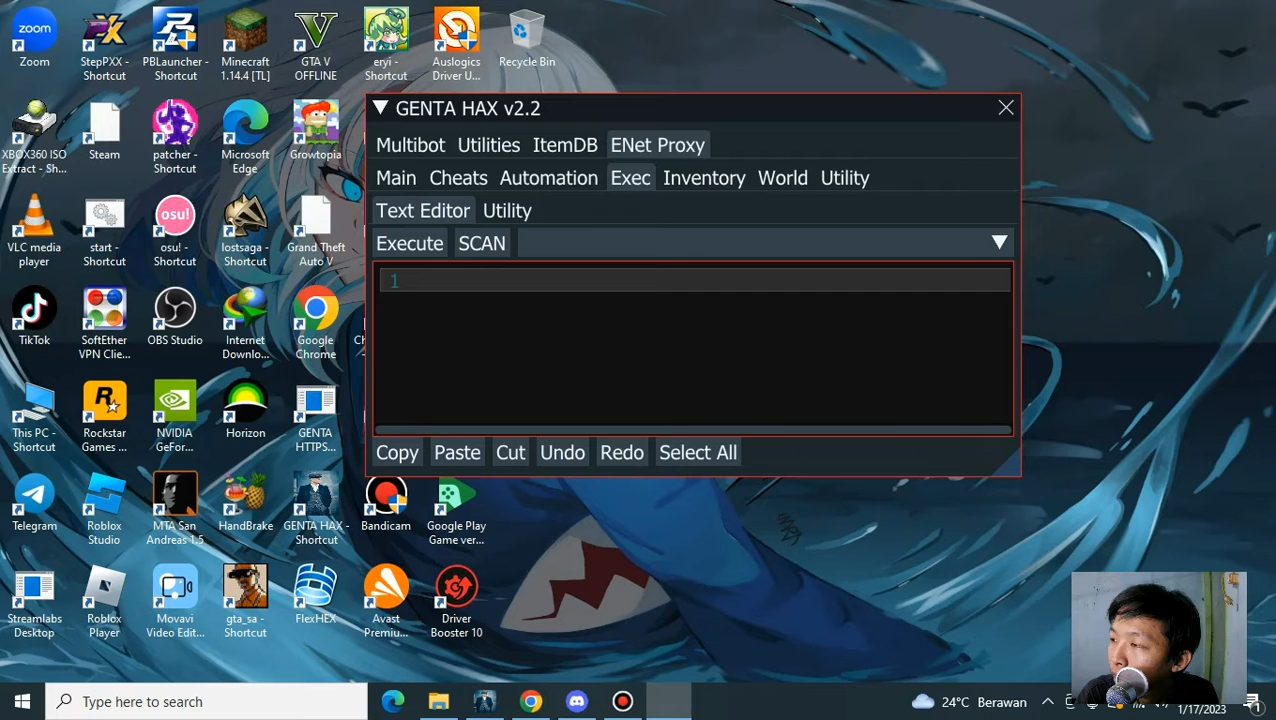 Zoom
StepPXX -
Shortcut
PBLauncher -
Shortcut
Minecraft
1.14.4 [TL]
GTA V
OFFLINE
eryi -
Shortcut
Auslogics
Driver U...
Recycle Bin
XBOX360 ISO
Extract - Sh...
Steam
patcher -
Shortcut
Microsoft
Edge
Growtopia
GENTA HAX v2.2
Multibot Utilities ItemDB ENet Proxy
Main Cheats Automation Exec Inventory World Utility
Text Editor Utility
Execute SCAN
1
Copy Paste Cut Undo Redo Select All
VLC media
player
start -
Shortcut
osu!
osu! -
Shortcut
lostsaga -
Shortcut
Grand Theft
Auto V
TikTok
SoftEther
VPN Clie...
OBS Studio
Internet
Downlo...
Google
Chrome
This PC -
Shortcut
Rockstar
Games ...
NVIDIA
GeFor...
Horizon
GENTA
HTTPS...
Telegram
Roblox
Studio
MTA San
Andreas 1.5
HandBrake
GENTA HAX -
Shortcut
Bandicam
Google Play
Game ver...
Streamlabs
Desktop
Roblox
Player
Movavi
Video Edit...
gta_sa -
Shortcut
FlexHEX
Avast
Premiu...
Driver
Booster 10
Type here to search
24°C Berawan
1/17/2023
1